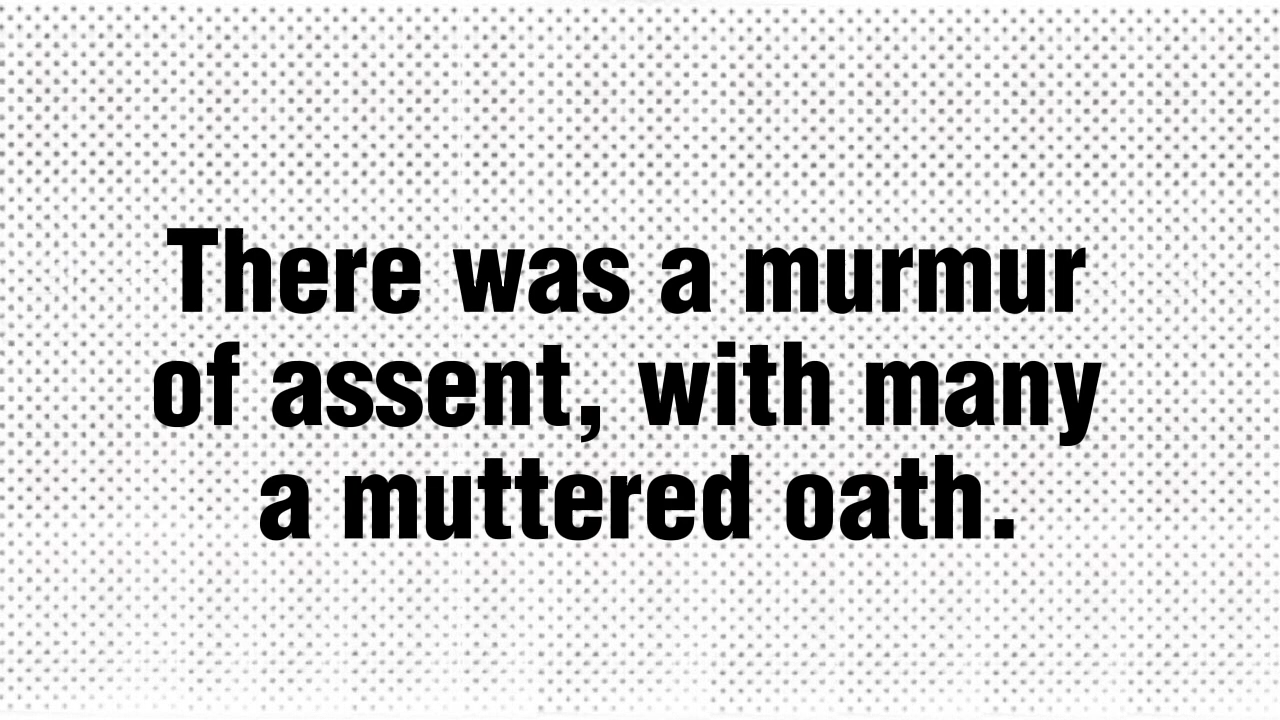 There was a murmur
of assent, with many
a muttered oath.